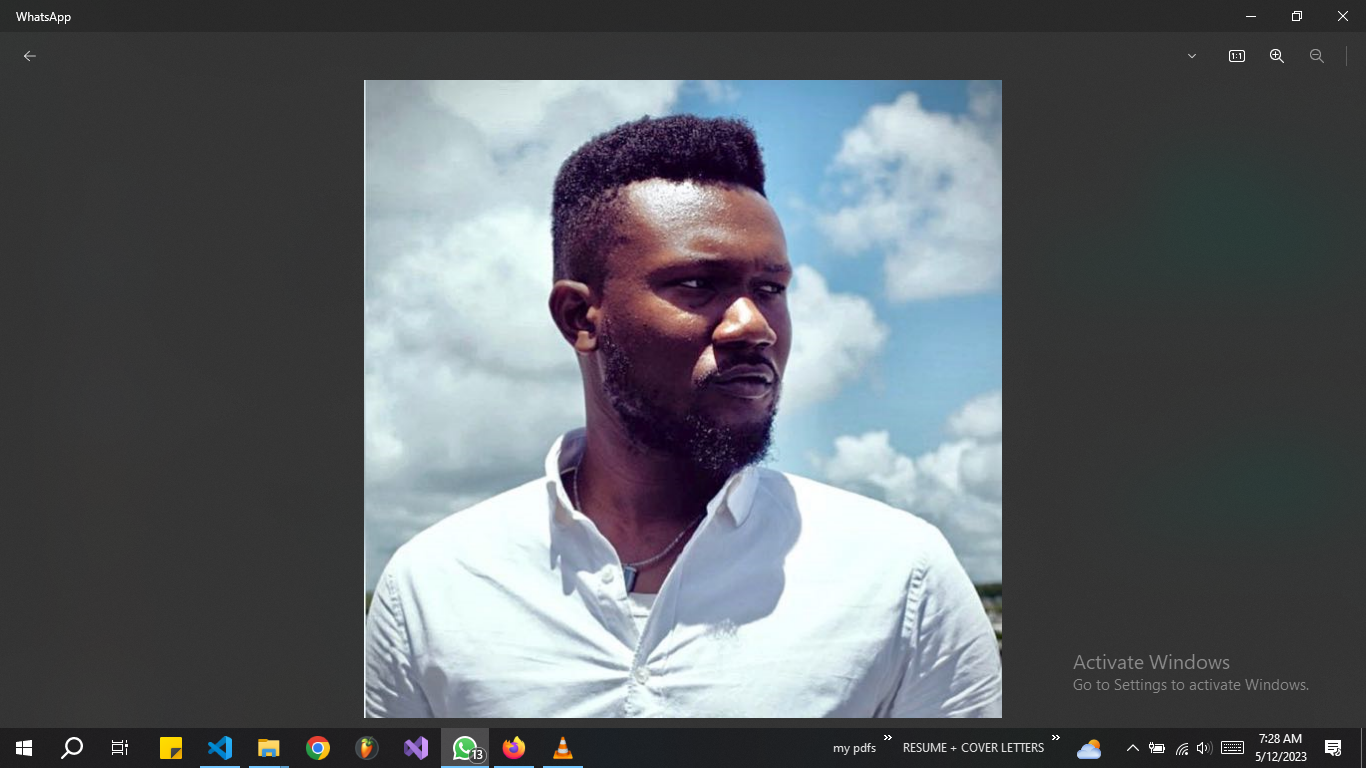 WhatsApp
1:1
Activate Windows
Go to Settings to activate Windows.
13
my pdfs
RESUME + COVER LETTERS
7:28 AM
5/12/2023